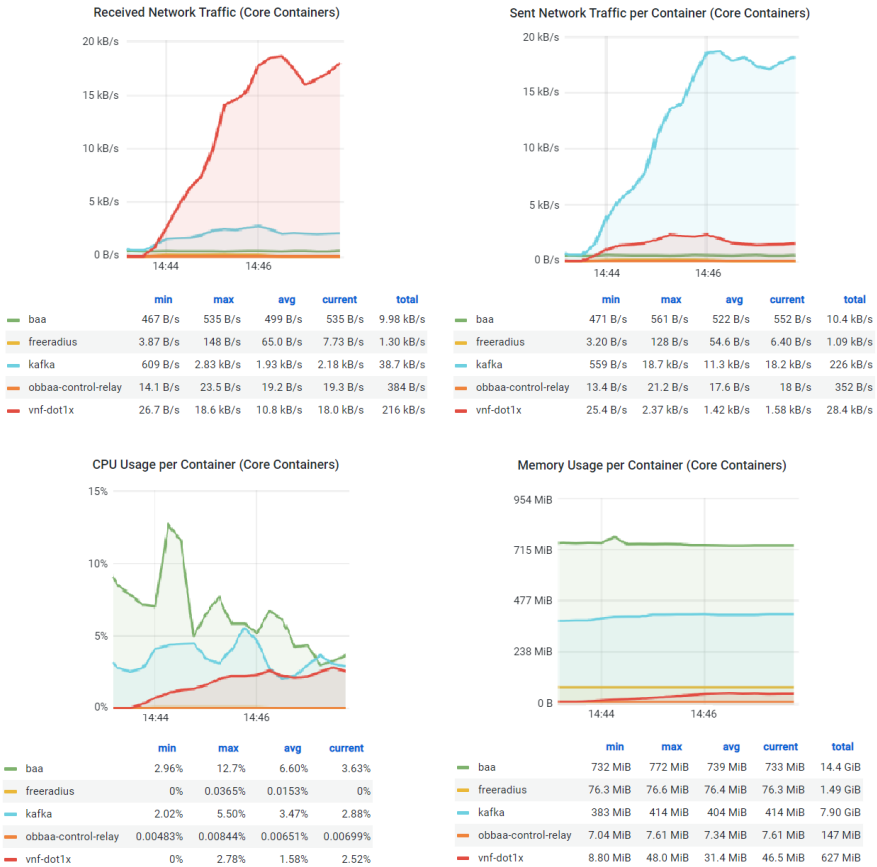 Received Network Traffic (Core Containers)
20 kB/s
15 kB/s
10 kB/s
5 kB/s
0 B/s
14:44 14:46
min max avg current total
baa 467 B/s 535 B/s 499 B/s 535 B/s 9.98 kB/s
freeradius 3.87 B/s 148 B/s 65.0 B/s 7.73 B/s 1.30 kB/s
kafka 609 B/s 2.83 kB/s 1.93 kB/s 2.18 kB/s 38.7 kB/s
obbaa-control-relay 14.1 B/s 23.5 B/s 19.2 B/s 19.3 B/s 384 B/s
vnf-dot1x 26.7 B/s 18.6 kB/s 10.8 kB/s 18.0 kB/s 216 kB/s
Sent Network Traffic per Container (Core Containers)
20 kB/s
15 kB/s
10 kB/s
5 kB/s
0 B/s
14:44 14:46
min max avg current total
baa 471 B/s 561 B/s 522 B/s 552 B/s 10.4 kB/s
freeradius 3.20 B/s 128 B/s 54.6 B/s 6.40 B/s 1.09 kB/s
kafka 559 B/s 18.7 kB/s 11.3 kB/s 18.2 kB/s 226 kB/s
obbaa-control-relay 13.4 B/s 21.2 B/s 17.6 B/s 18 B/s 352 B/s
vnf-dot1x 25.4 B/s 2.37 kB/s 1.42 kB/s 1.58 kB/s 28.4 kB/s
CPU Usage per Container (Core Containers)
15%
10%
5%
0%
14:44 14:46
min max avg current
baa 2.96% 12.7% 6.60% 3.63%
freeradius 0% 0.0365% 0.0153% 0%
kafka 2.02% 5.50% 3.47% 2.88%
obbaa-control-relay 0.00483% 0.00844% 0.00651% 0.00699%
vnf-dot1x 0% 2.78% 1.58% 2.52%
Memory Usage per Container (Core Containers)
954 MiB
715 MiB
477 MiB
238 MiB
0 B
14:44 14:46
min max avg current total
baa 732 MiB 772 MiB 739 MiB 733 MiB 14.4 GiB
freeradius 76.3 MiB 76.6 MiB 76.4 MiB 76.3 MiB 1.49 GiB
kafka 383 MiB 414 MiB 404 MiB 414 MiB 7.90 GiB
obbaa-control-relay 7.04 MiB 7.61 MiB 7.34 MiB 7.61 MiB 147 MiB
vnf-dot1x 8.80 MiB 48.0 MiB 31.4 MiB 46.5 MiB 627 MiB